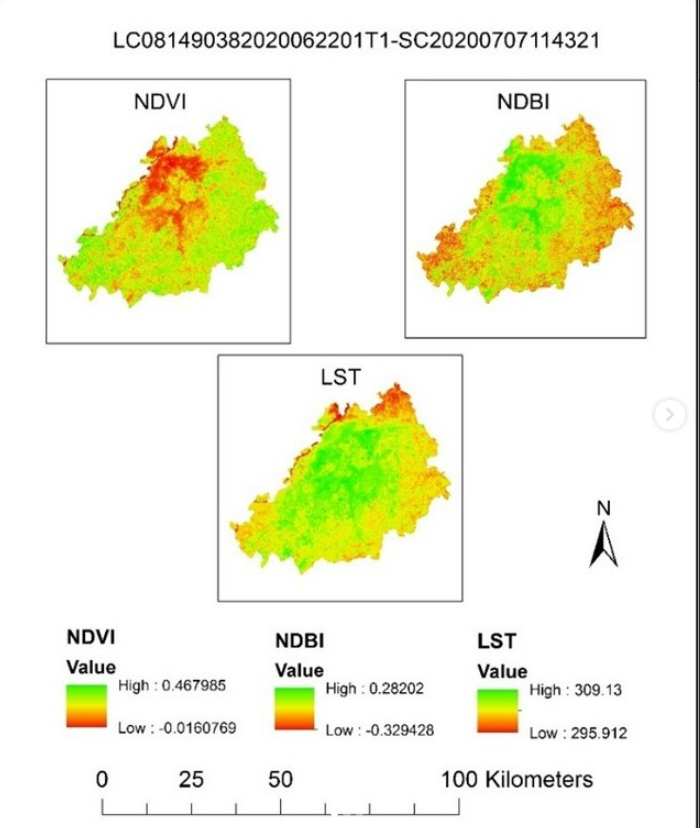 LC081490382020062201T1-SC20200707114321
NDVI
NDBI
LST
N
NDVI
Value
High : 0.467985
Low : -0.0160769
NDBI
Value
High : 0.28202
Low : -0.329428
LST
Value
High : 309.13
Low : 295.912
0 25 50 100 Kilometers